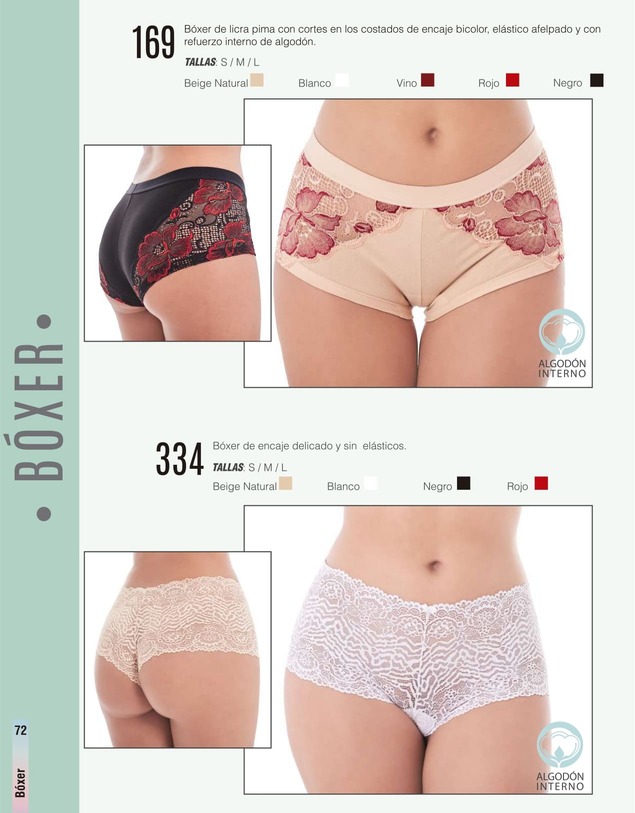 169
Bóxer de licra pima con cortes en los costados de encaje bicolor, elástico afelpado y con
refuerzo interno de algodón.
TALLAS: S / M / L
Beige Natural Blanco Vino Rojo Negro
ALGODÓN
INTERNO
• BÓXER •
334
Bóxer de encaje delicado y sin elásticos.
TALLAS: S / M / L
Beige Natural Blanco Negro Rojo
ALGODÓN
INTERNO
72
Bóxer